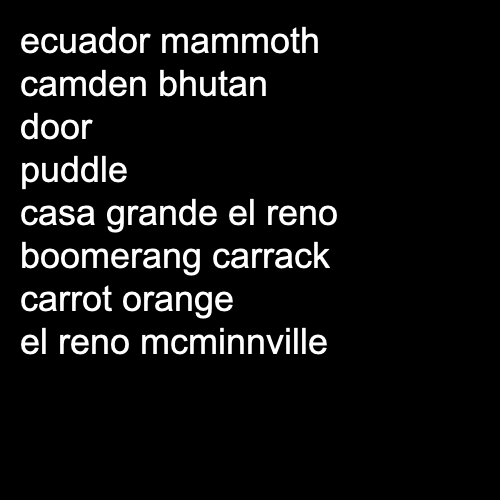 ecuador mammoth
camden bhutan
door
puddle
casa grande el reno
boomerang carrack
carrot orange
el reno mcminnville